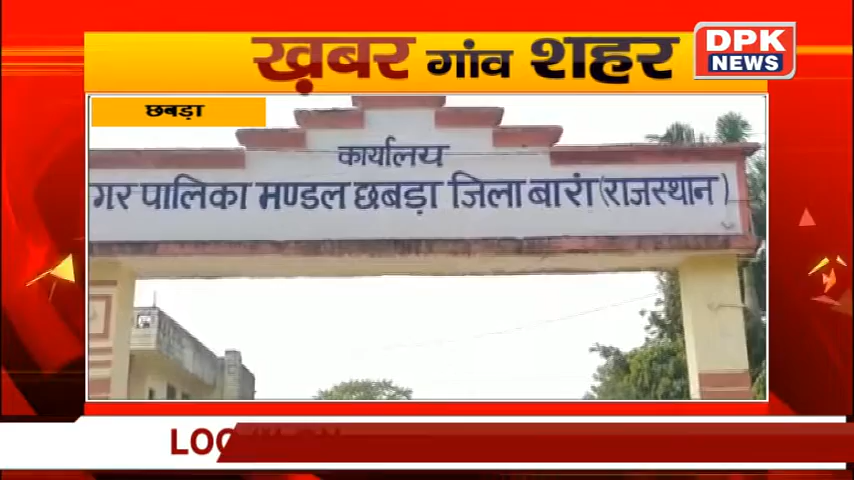 ख़बर गांव शहर
DPK
NEWS
छबड़ा
कार्यालय
गर पालिका मण्डल छबड़ा जिला बारां (राजस्थान)